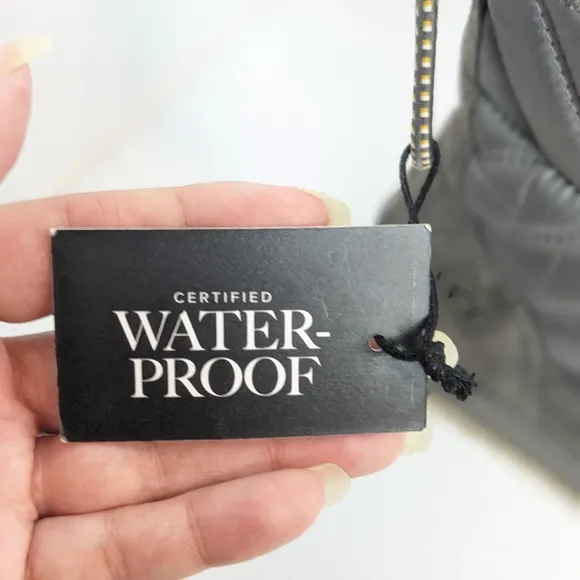 CERTIFIED
WATER-
PROOF